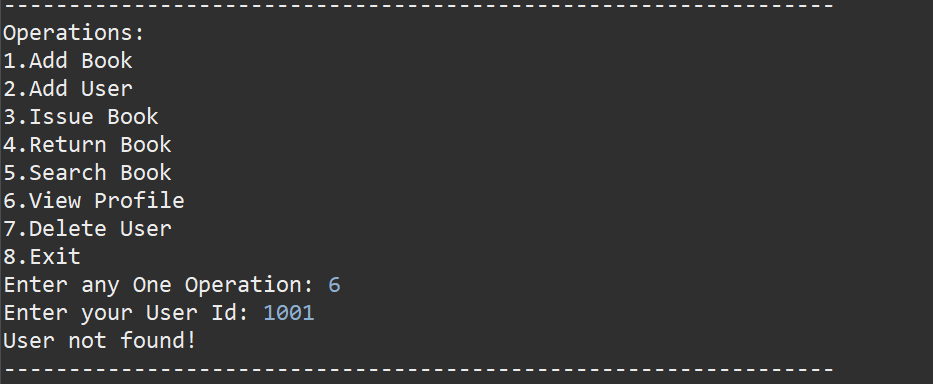 ----------------------------------------------------------------
Operations:
1.Add Book
2.Add User
3.Issue Book
4.Return Book
5.Search Book
6.View Profile
7.Delete User
8.Exit
Enter any One Operation: 6
Enter your User Id: 1001
User not found!
----------------------------------------------------------------